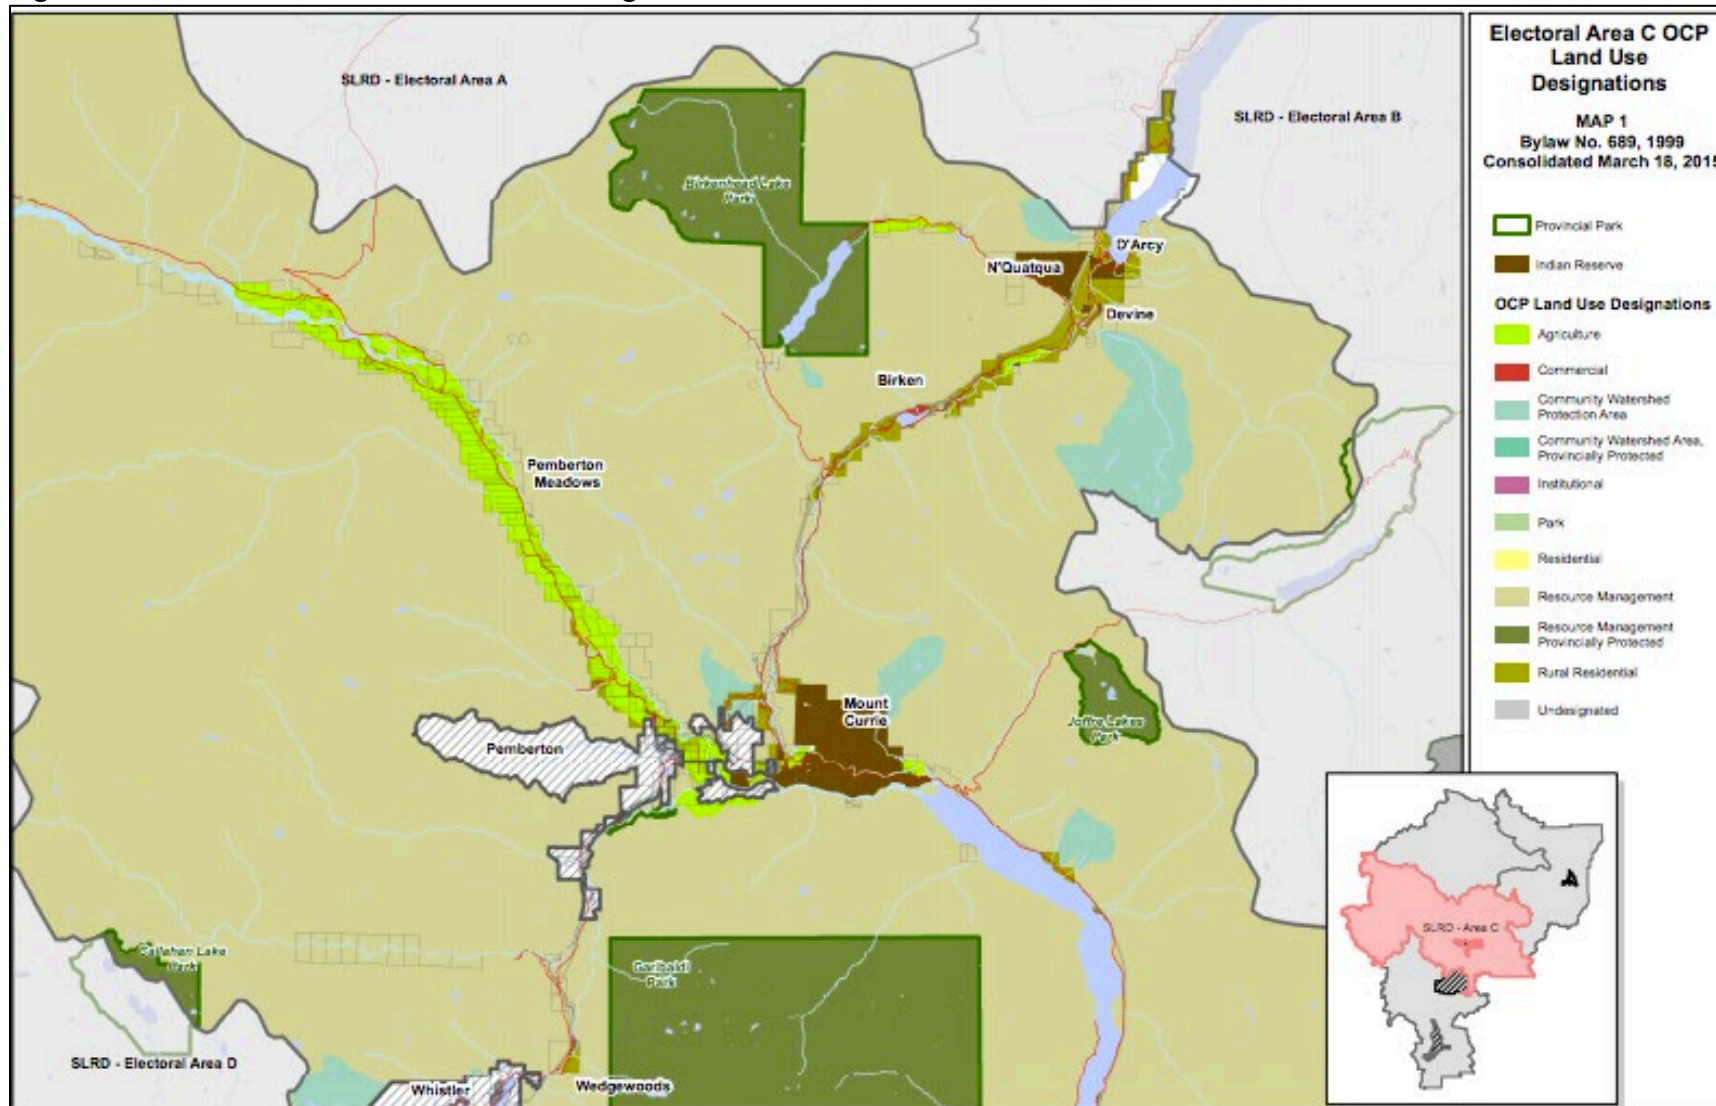 SLRD - Electoral Area A
SLRD - Electoral Area B
Birkenhead Lake
Park
D'Arcy
N'Quatqua
Devine
Birken
Pemberton
Meadows
Mount
Currie
Joffre Lakes
Park
Pemberton
Callahan Lake
Park
Garibaldi
Park
SLRD - Electoral Area D
Whistler
Wedgewoods
Electoral Area C OCP
Land Use
Designations
MAP 1
Bylaw No. 689, 1999
Consolidated March 18, 2015
Provincial Park
Indian Reserve
OCP Land Use Designations
Agriculture
Commercial
Community Watershed
Protection Area
Community Watershed Area,
Provincially Protected
Institutional
Park
Residential
Resource Management
Resource Management
Provincially Protected
Rural Residential
Undesignated
SLRD - Area C